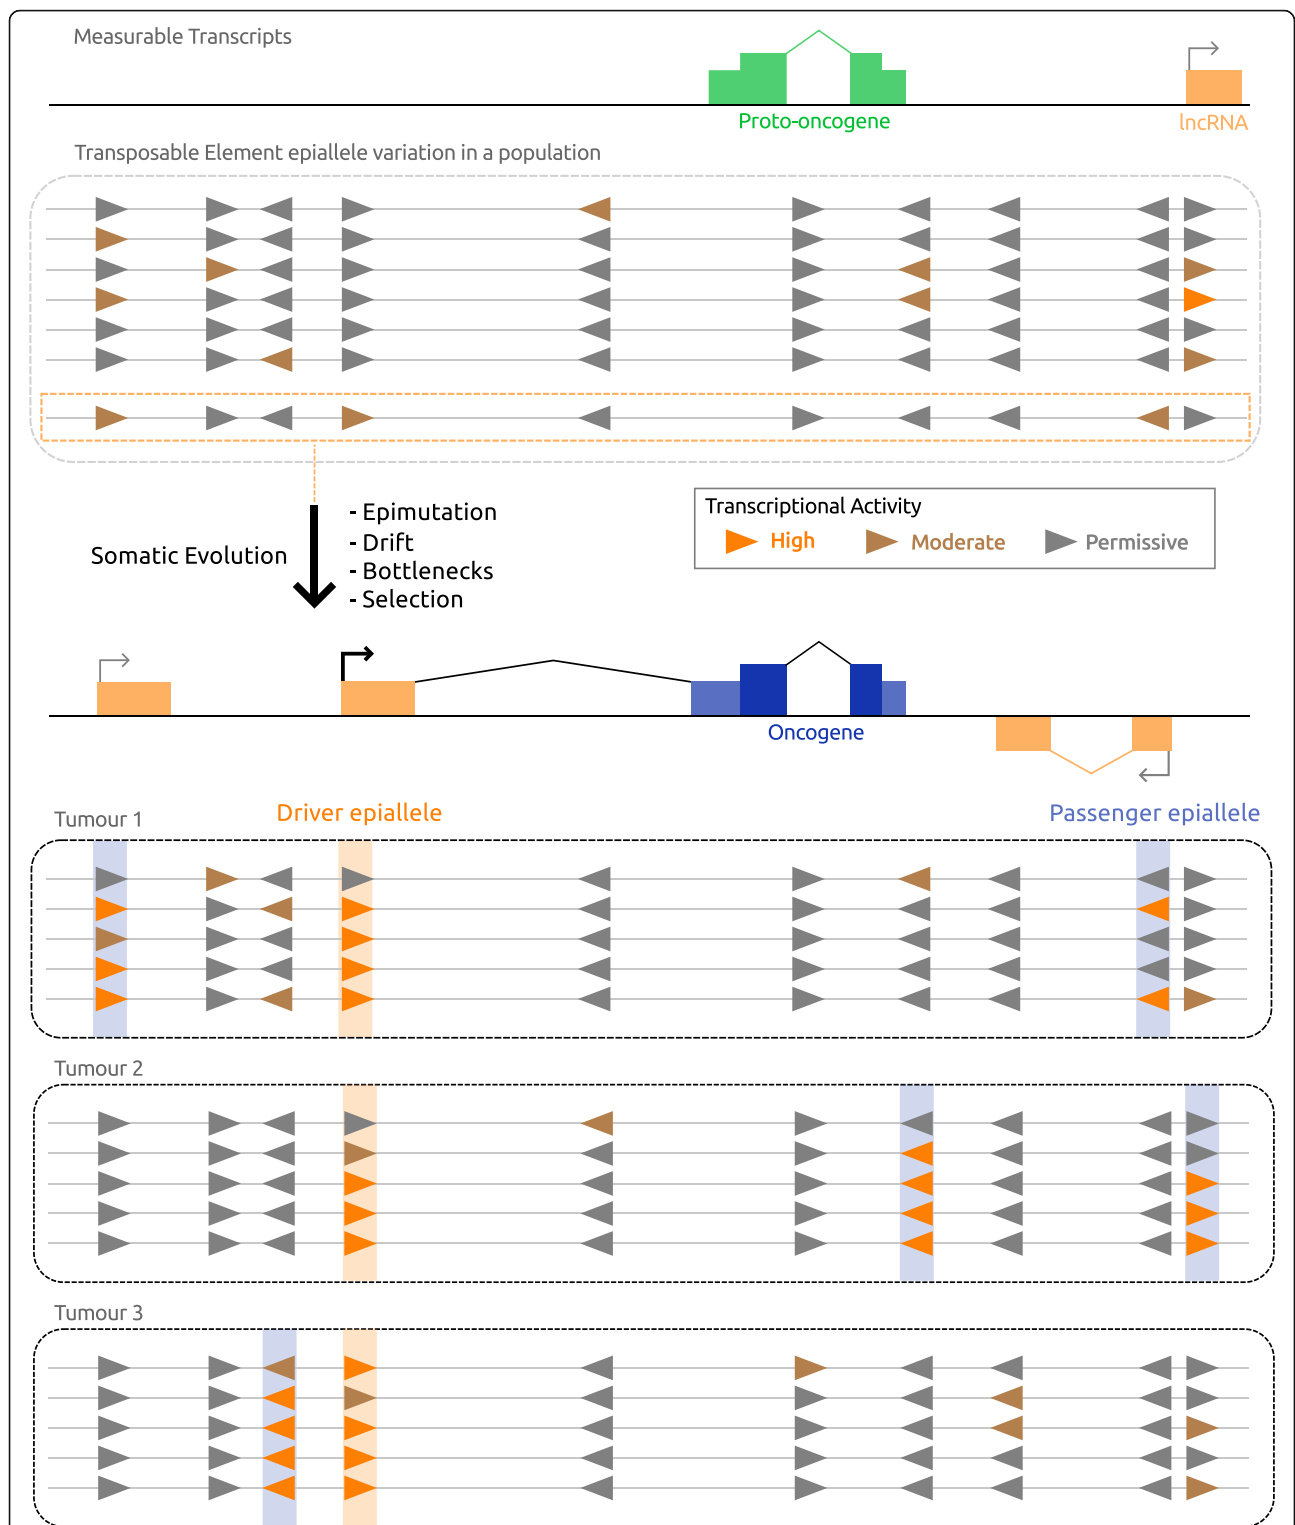 Measurable Transcripts
Proto-oncogene
lncRNA
Transposable Element epiallele variation in a population
- Epimutation
- Drift
- Bottlenecks
- Selection
Somatic Evolution
Transcriptional Activity
High
Moderate
Permissive
Oncogene
Tumour 1
Driver epiallele
Passenger epiallele
Tumour 2
Tumour 3